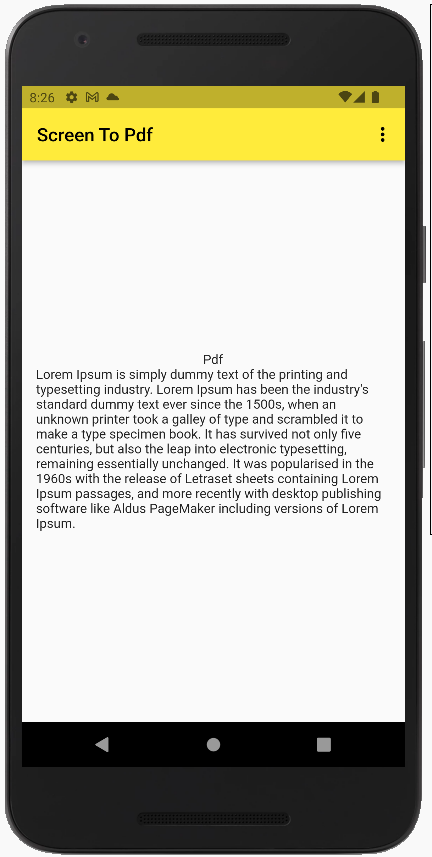 8:26
Screen To Pdf
Pdf
Lorem Ipsum is simply dummy text of the printing and
typesetting industry. Lorem Ipsum has been the industry's
standard dummy text ever since the 1500s, when an
unknown printer took a galley of type and scrambled it to
make a type specimen book. It has survived not only five
centuries, but also the leap into electronic typesetting,
remaining essentially unchanged. It was popularised in the
1960s with the release of Letraset sheets containing Lorem
Ipsum passages, and more recently with desktop publishing
software like Aldus PageMaker including versions of Lorem
Ipsum.